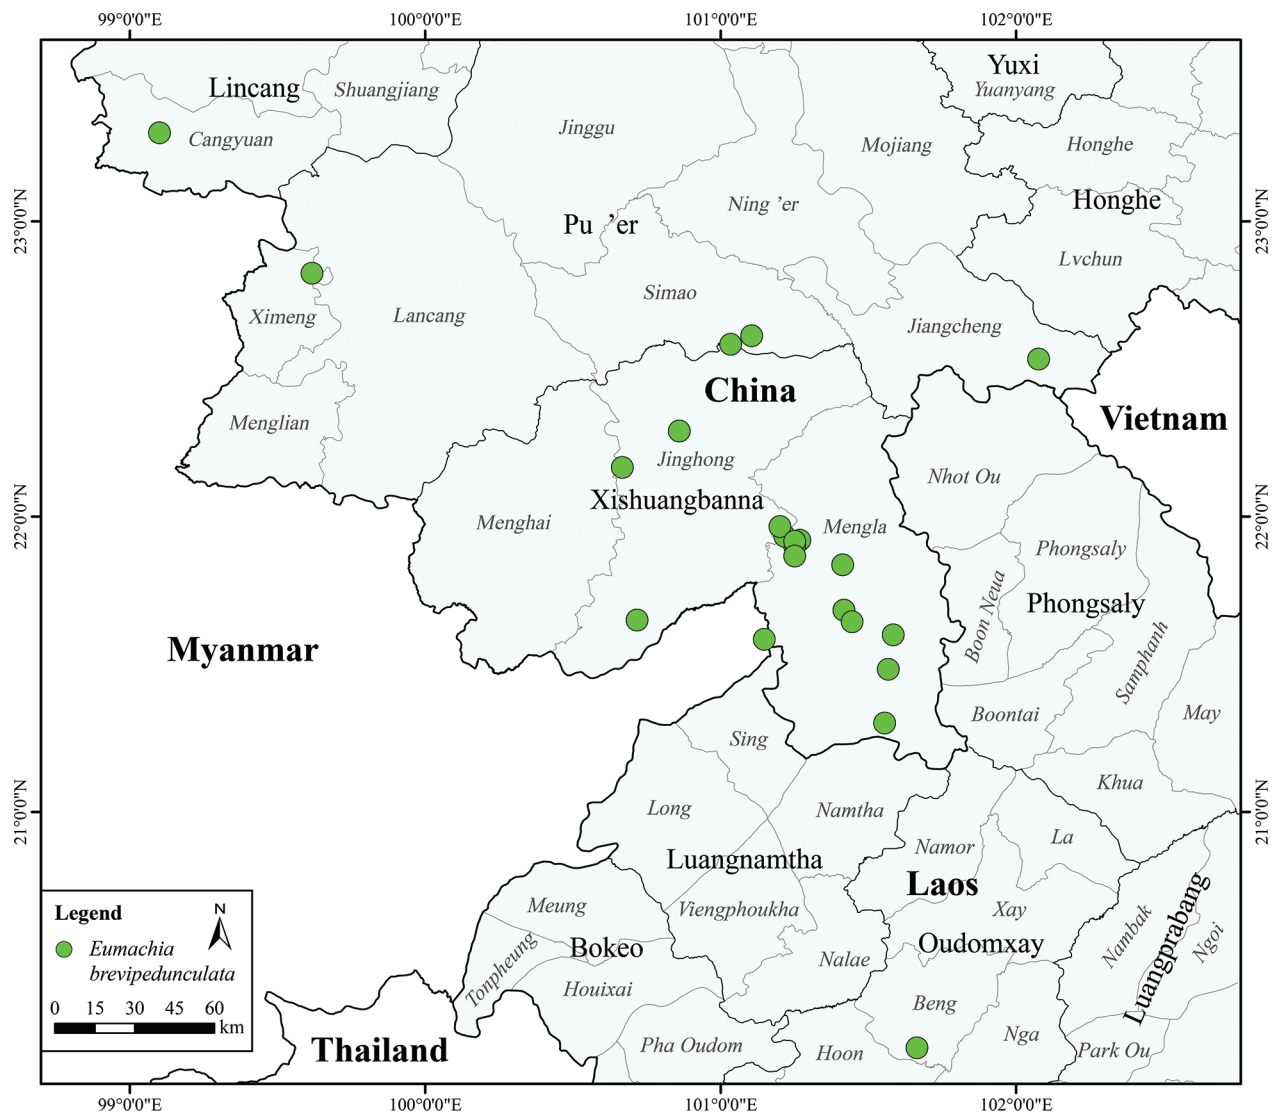 99°0'0"E 100°0'0"E 101°0'0"E 102°0'0"E
Yuxi
Lincang
Shuangjiang
Yuanyang
Jinggu
Cangyuan
Mojiang
Honghe
23°0'0"N
Ning 'er
Honghe
23°0'0"N
Pu 'er
Lvchun
Simao
Ximeng
Lancang
Jiangcheng
China
Vietnam
Menglian
Jinghong
Nhot Ou
Xishuangbanna
22°0'0"N
Menghai
Mengla
22°0'0"N
Phongsaly
Boon Neua
Phongsaly
Myanmar
Samphanh
Boontai
May
Sing
Khua
21°0'0"N
Long
Namtha
21°0'0"N
Namor
La
Luangnamtha
Laos
Meung
Viengphoukha
Xay
Oudomxay
Nambak
Luangprabang
Ngoi
Bokeo
Tonpheung
Nalae
Houixai
Beng
Nga
Pha Oudom
Hoon
Park Ou
Thailand
Legend
N
Eumachia
brevipedunculata
0 15 30 45 60
km
99°0'0"E 100°0'0"E 101°0'0"E 102°0'0"E